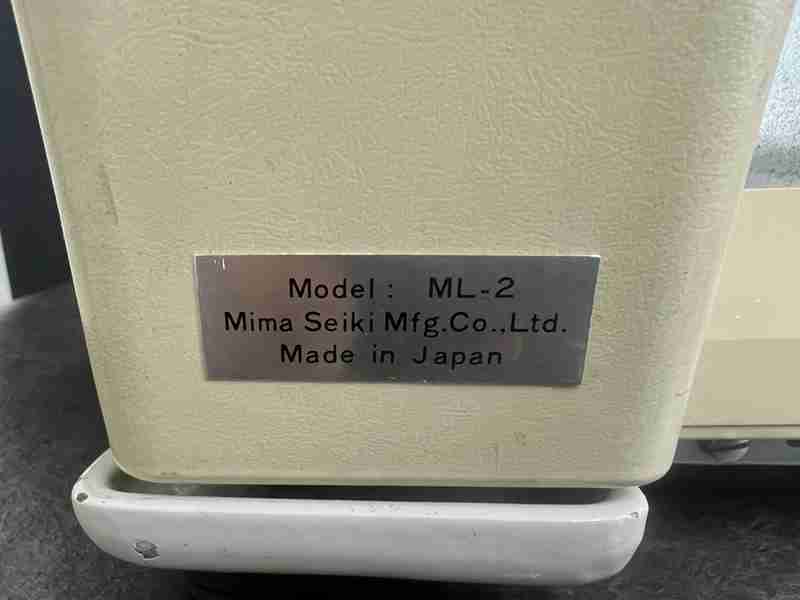 Model: ML-2
Mima Seiki Mfg.Co.,Ltd.
Made in Japan